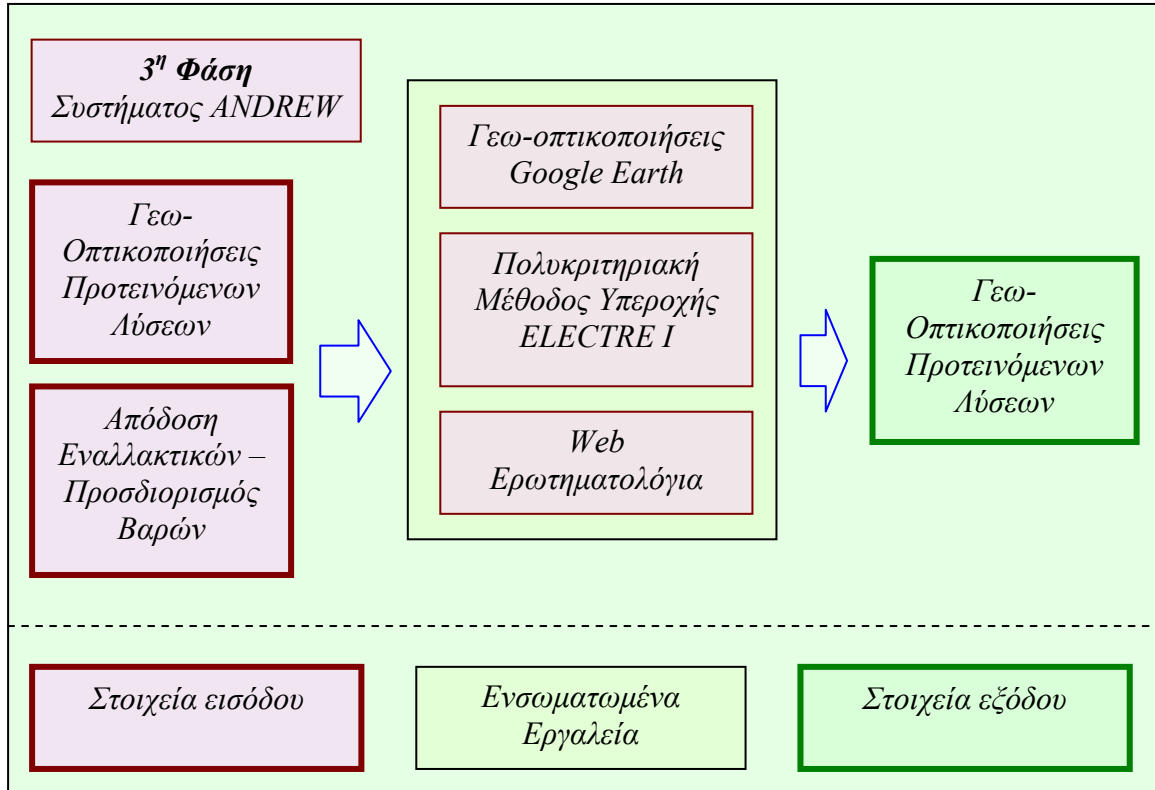 3η Φάση
Συστήματος ANDREW
Γεω-
Οπτικοποιήσεις
Προτεινόμενων
Λύσεων
Απόδοση
Εναλλακτικών –
Προσδιορισμός
Βαρών
Γεω-οπτικοποιήσεις
Google Earth
Πολυκριτηριακή
Μέθοδος Υπεροχής
ELECTRE I
Web
Ερωτηματολόγια
Γεω-
Οπτικοποιήσεις
Προτεινόμενων
Λύσεων
Στοιχεία εισόδου
Ενσωματωμένα
Εργαλεία
Στοιχεία εξόδου